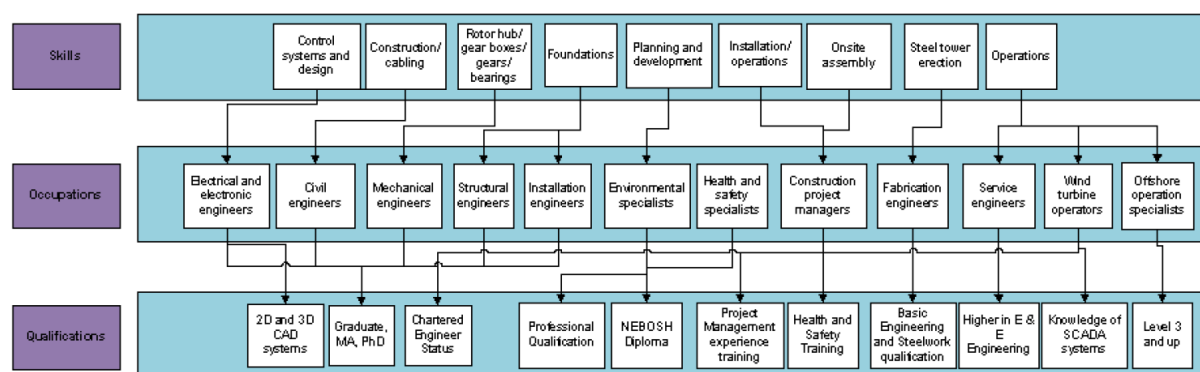 Skills
Control
systems and
design
Construction/
cabling
Rotor hub/
gear boxes/
gears/
bearings
Foundations
Planning and
development
Installation/
operations
Onsite
assembly
Steel tower
erection
Operations
Occupations
Electrical and
electronic
engineers
Civil
engineers
Mechanical
engineers
Structural
engineers
Installation
engineers
Environmental
specialists
Health and
safety
specialists
Construction
project
managers
Fabrication
engineers
Service
engineers
Wind
turbine
operators
Offshore
operation
specialists
Qualifications
2D and 3D
CAD
systems
Graduate,
MA, PhD
Chartered
Engineer
Status
Professional
Qualification
NEBOSH
Diploma
Project
Management
experience
training
Health and
Safety
Training
Basic
Engineering
and Steelwork
qualification
Higher in E &
E
Engineering
Knowledge of
SCADA
systems
Level 3
and up